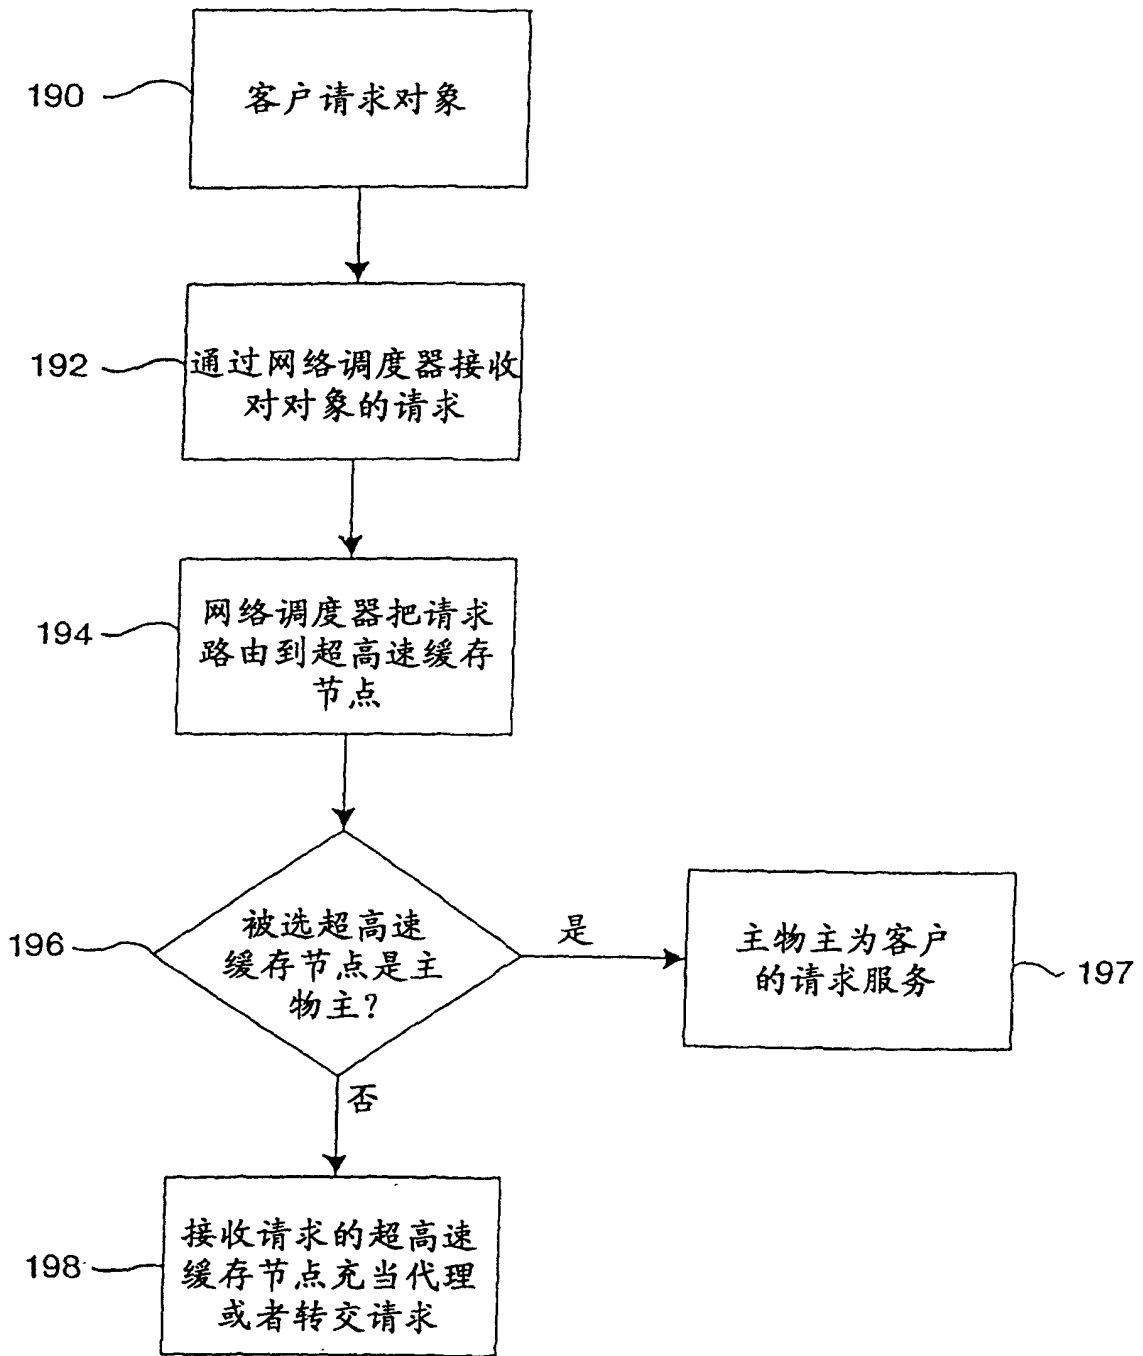 190
客户请求对象
192
通过网络调度器接收
对对象的请求
194
网络调度器把请求
路由到超高速缓存
节点
196
被选超高速
缓存节点是主
物主?
是
主物主为客户
的请求服务
197
否
198
接收请求的超高速
缓存节点充当代理
或者转交请求